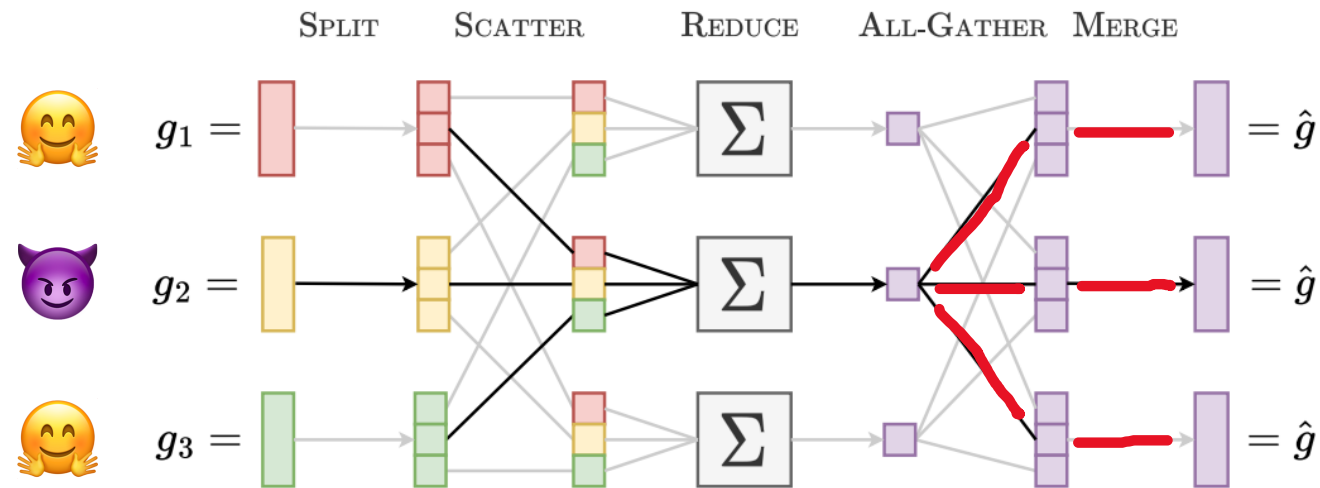 SPLIT SCATTER REDUCE ALL-GATHER MERGE
g₁ = Σ = ĝ
g₂ = Σ = ĝ
g₃ = Σ = ĝ